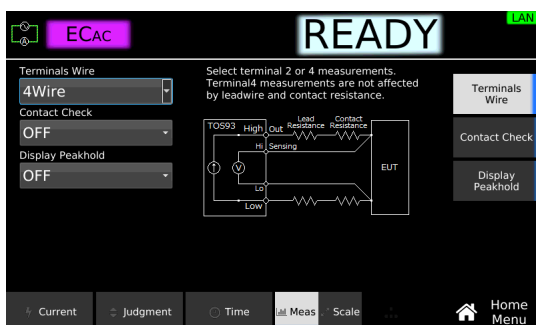 LAN
ECAC
READY
Terminals Wire
4Wire
Contact Check
OFF
Display Peakhold
OFF
Select terminal 2 or 4 measurements.
Terminal4 measurements are not affected
by leadwire and contact resistance.
TOS93
High
Out
Lead
Resistance
Contact
Resistance
Hi
Sensing
V
EUT
Lo
Low
Terminals
Wire
Contact Check
Display
Peakhold
Current
Judgment
Time
Meas
Scale
Home
Menu